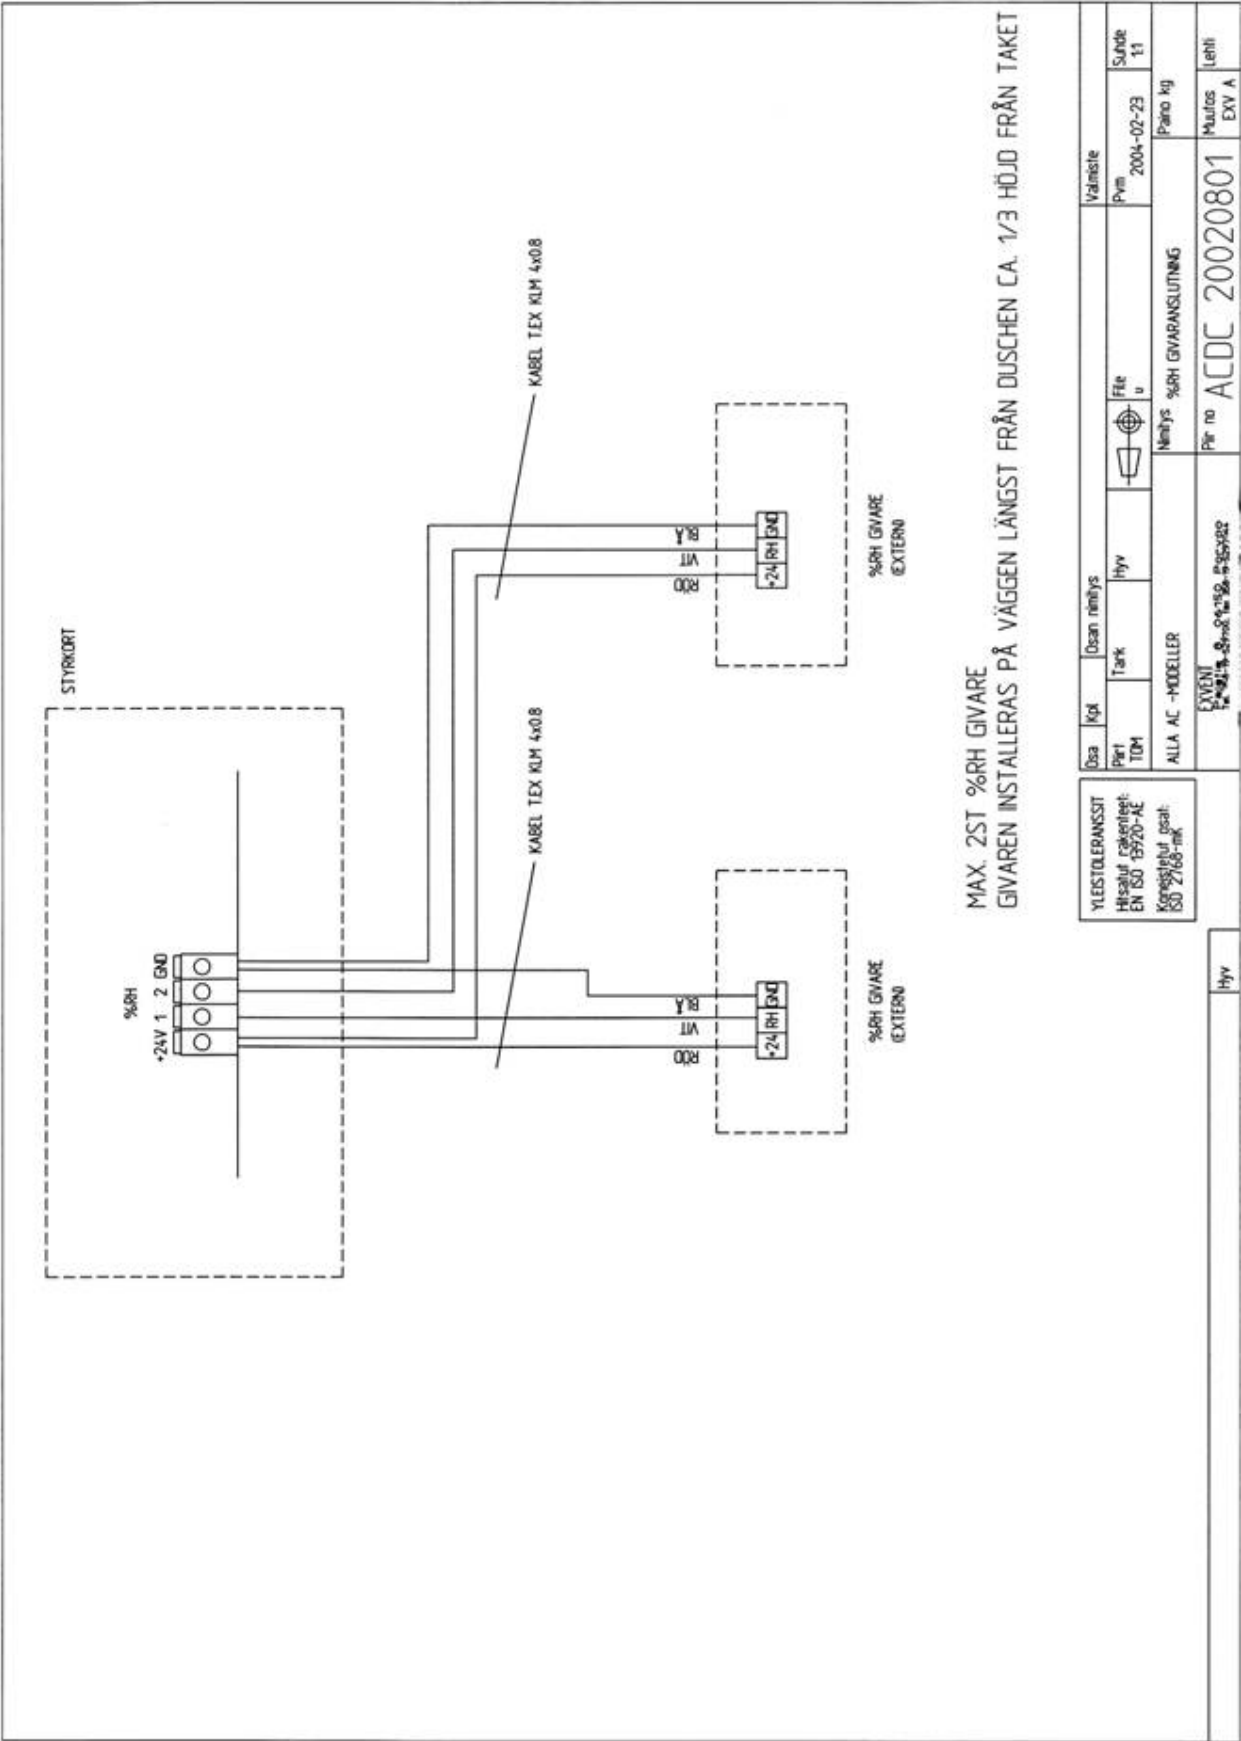 STYRKORT
%RH
+24V 1 2 GND
KABEL T.EX KLM 4x0.8
KABEL T.EX KLM 4x0.8
RÖD
VIT
BLÅ
RÖD
VIT
BLÅ
+24 RH GND
+24 RH GND
%RH GIVARE
(EXTERN)
%RH GIVARE
(EXTERN)
MAX. 2ST %RH GIVARE
GIVAREN INSTALLERAS PÅ VÄGGEN LÄNGST FRÅN DUSCHEN CA. 1/3 HÖJD FRÅN TAKET
YLEISTOLERANSSIT
Hitsatut rakenteet:
EN ISO 13920-AE
Koneistetut osat:
ISO 2768-mK
Osa Kpl Osan nimitys Valmiste
Piirt Tark Hyv File Pvm Suhde
TOM u 2004-02-23 1:1
ALLA AC -MODELLER
Nimitys %RH GIVARANSLUTNING
Paino kg
EXVENT
Piir no ACDC 20020801
Muutos
EXV A
Lehti
Hyv